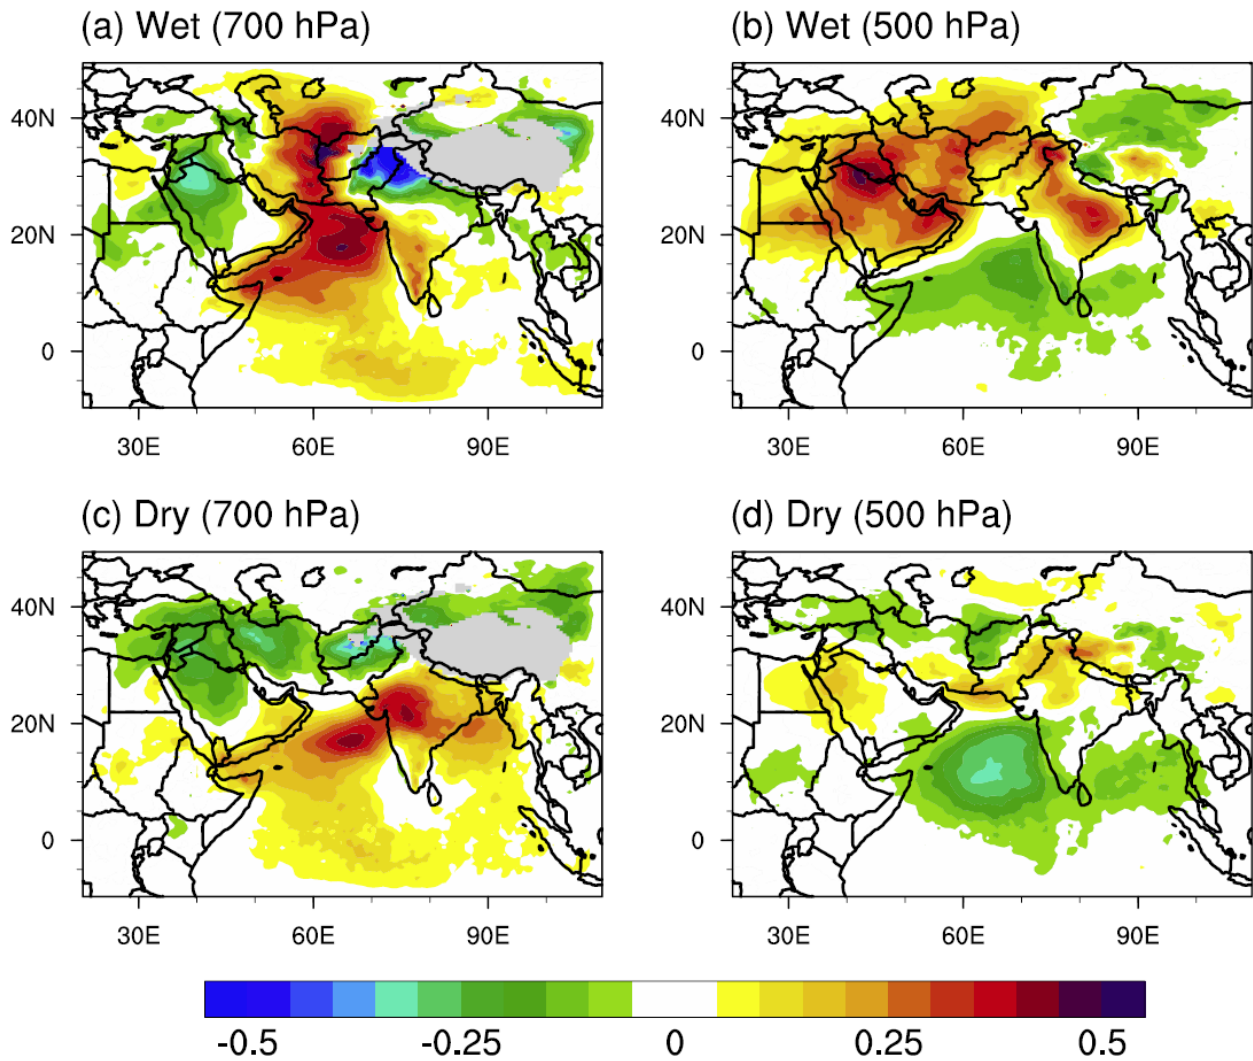 (a) Wet (700 hPa)
(b) Wet (500 hPa)
40N
20N
0
30E 60E 90E
40N
20N
0
30E 60E 90E
(c) Dry (700 hPa)
(d) Dry (500 hPa)
40N
20N
0
30E 60E 90E
40N
20N
0
30E 60E 90E
-0.5 -0.25 0 0.25 0.5